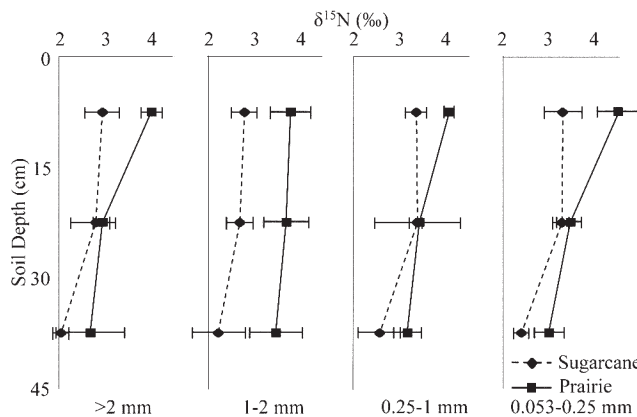 δ¹⁵N (‰)
2 3 4 2 3 4 2 3 4 2 3 4
0
15
30
45
Soil Depth (cm)
Sugarcane
Prairie
>2 mm 1-2 mm 0.25-1 mm 0.053-0.25 mm